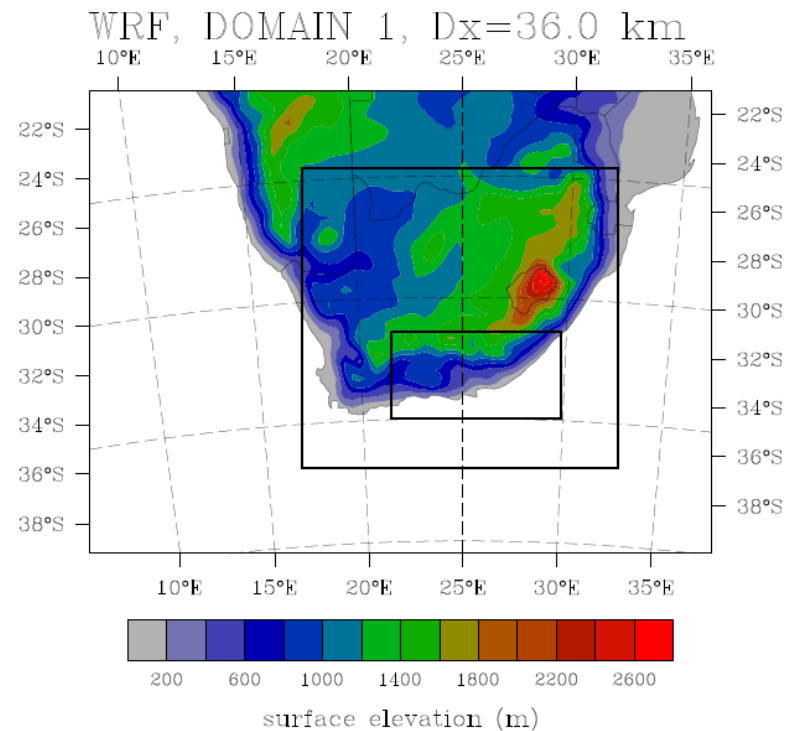 WRF, DOMAIN 1, Dx=36.0 km
10°E 15°E 20°E 25°E 30°E 35°E
22°S 22°S
24°S 24°S
26°S 26°S
28°S 28°S
30°S 30°S
32°S 32°S
34°S 34°S
36°S 36°S
38°S 38°S
10°E 15°E 20°E 25°E 30°E 35°E
200 600 1000 1400 1800 2200 2600
surface elevation (m)